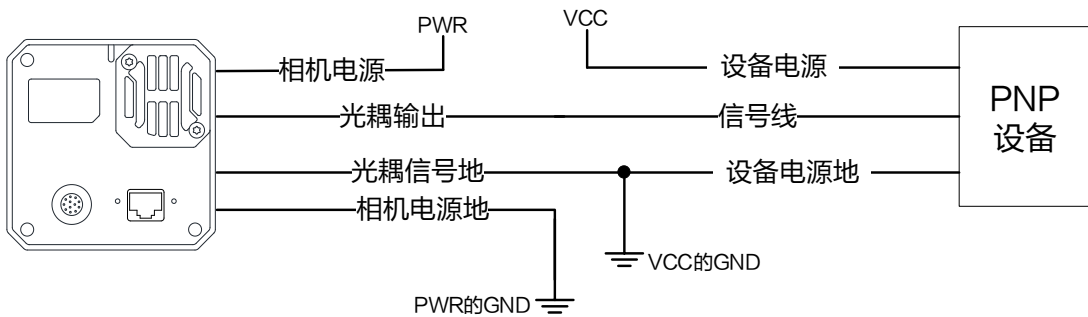 PWR
VCC
相机电源
设备电源
光耦输出
信号线
PNP
设备
光耦信号地
设备电源地
相机电源地
VCC的GND
PWR的GND